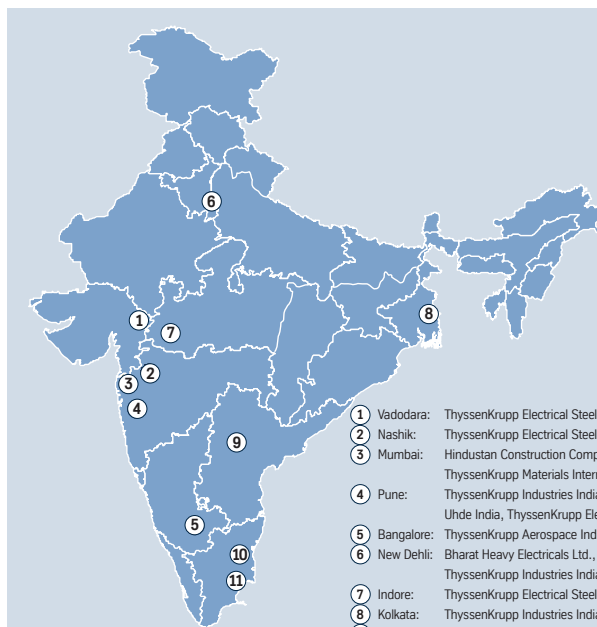 6
8
1
7
2
3
4
9
5
10
11
1 Vadodara: ThyssenKrupp Electrical Steel
2 Nashik: ThyssenKrupp Electrical Steel
3 Mumbai: Hindustan Construction Comp
ThyssenKrupp Materials Intern
4 Pune: ThyssenKrupp Industries India
Uhde India, ThyssenKrupp Ele
5 Bangalore: ThyssenKrupp Aerospace Ind
6 New Dehli: Bharat Heavy Electricals Ltd.,
ThyssenKrupp Industries India
7 Indore: ThyssenKrupp Electrical Steel
8 Kolkata: ThyssenKrupp Industries India